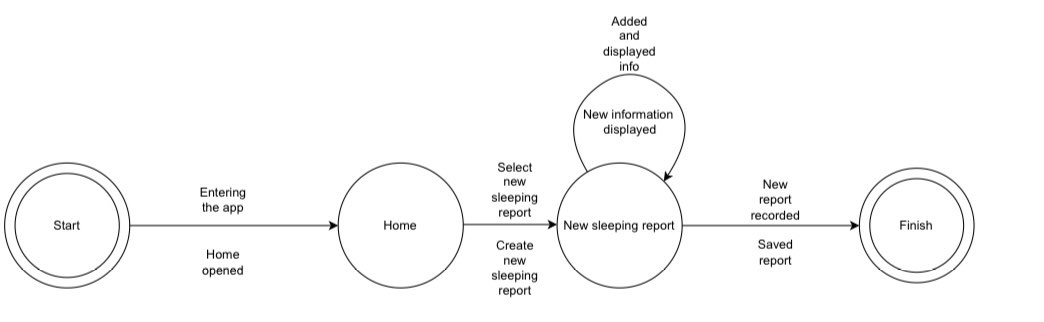 Added
and
displayed
info
New information
displayed
Start
Entering
the app
Home
opened
Home
Select
new
sleeping
report
Create
new
sleeping
report
New sleeping report
New
report
recorded
Saved
report
Finish